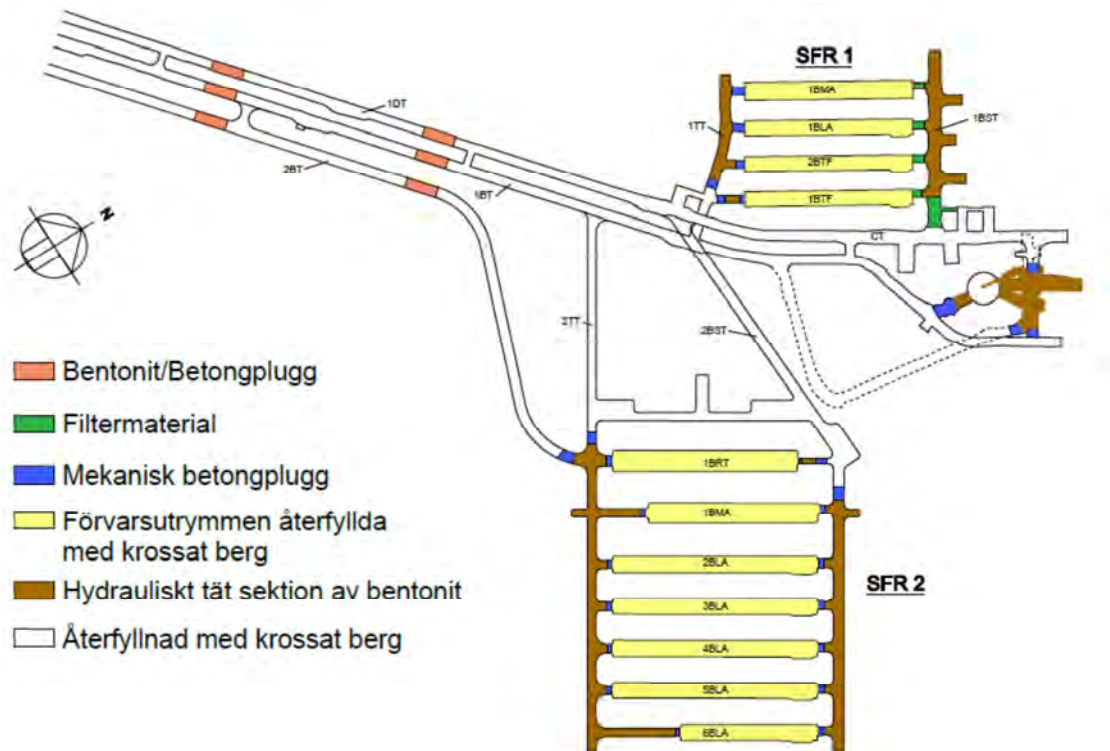 SFR 1
1BMA
1BLA
2BTF
1BTF
1TT
1BST
1DT
2BT
1BT
CT
N
2TT
2BST
1BRT
1BMA
2BLA
3BLA
4BLA
5BLA
6BLA
SFR 2
Bentonit/Betongplugg
Filtermaterial
Mekanisk betongplugg
Förvarsutrymmen återfyllda
med krossat berg
Hydrauliskt tät sektion av bentonit
Återfyllnad med krossat berg